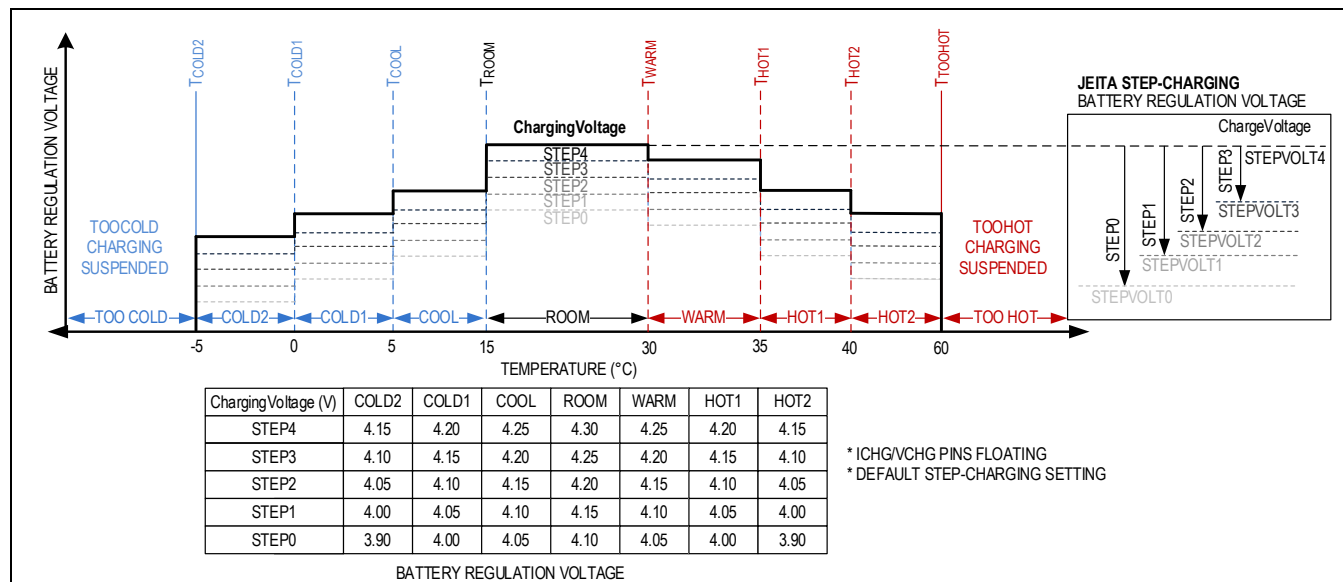 BATTERY REGULATION VOLTAGE
TCOLD2
TCOLD1
TCOOL
TROOM
TWARM
THOT1
THOT2
TTOOHOT
ChargingVoltage
STEP4
STEP3
STEP2
STEP1
STEP0
TOOCOLD
CHARGING
SUSPENDED
TOOHOT
CHARGING
SUSPENDED
TOO COLD
COLD2
COLD1
COOL
ROOM
WARM
HOT1
HOT2
TOO HOT
-5 0 5 15 30 35 40 60
TEMPERATURE (°C)
JEITA STEP-CHARGING
BATTERY REGULATION VOLTAGE
ChargeVoltage
STEPVOLT4
STEP3
STEPVOLT3
STEP2
STEPVOLT2
STEP1
STEPVOLT1
STEP0
STEPVOLT0
ChargingVoltage (V) COLD2 COLD1 COOL ROOM WARM HOT1 HOT2
STEP4 4.15 4.20 4.25 4.30 4.25 4.20 4.15
STEP3 4.10 4.15 4.20 4.25 4.20 4.15 4.10
STEP2 4.05 4.10 4.15 4.20 4.15 4.10 4.05
STEP1 4.00 4.05 4.10 4.15 4.10 4.05 4.00
STEP0 3.90 4.00 4.05 4.10 4.05 4.00 3.90
* ICHG/VCHG PINS FLOATING
* DEFAULT STEP-CHARGING SETTING
BATTERY REGULATION VOLTAGE